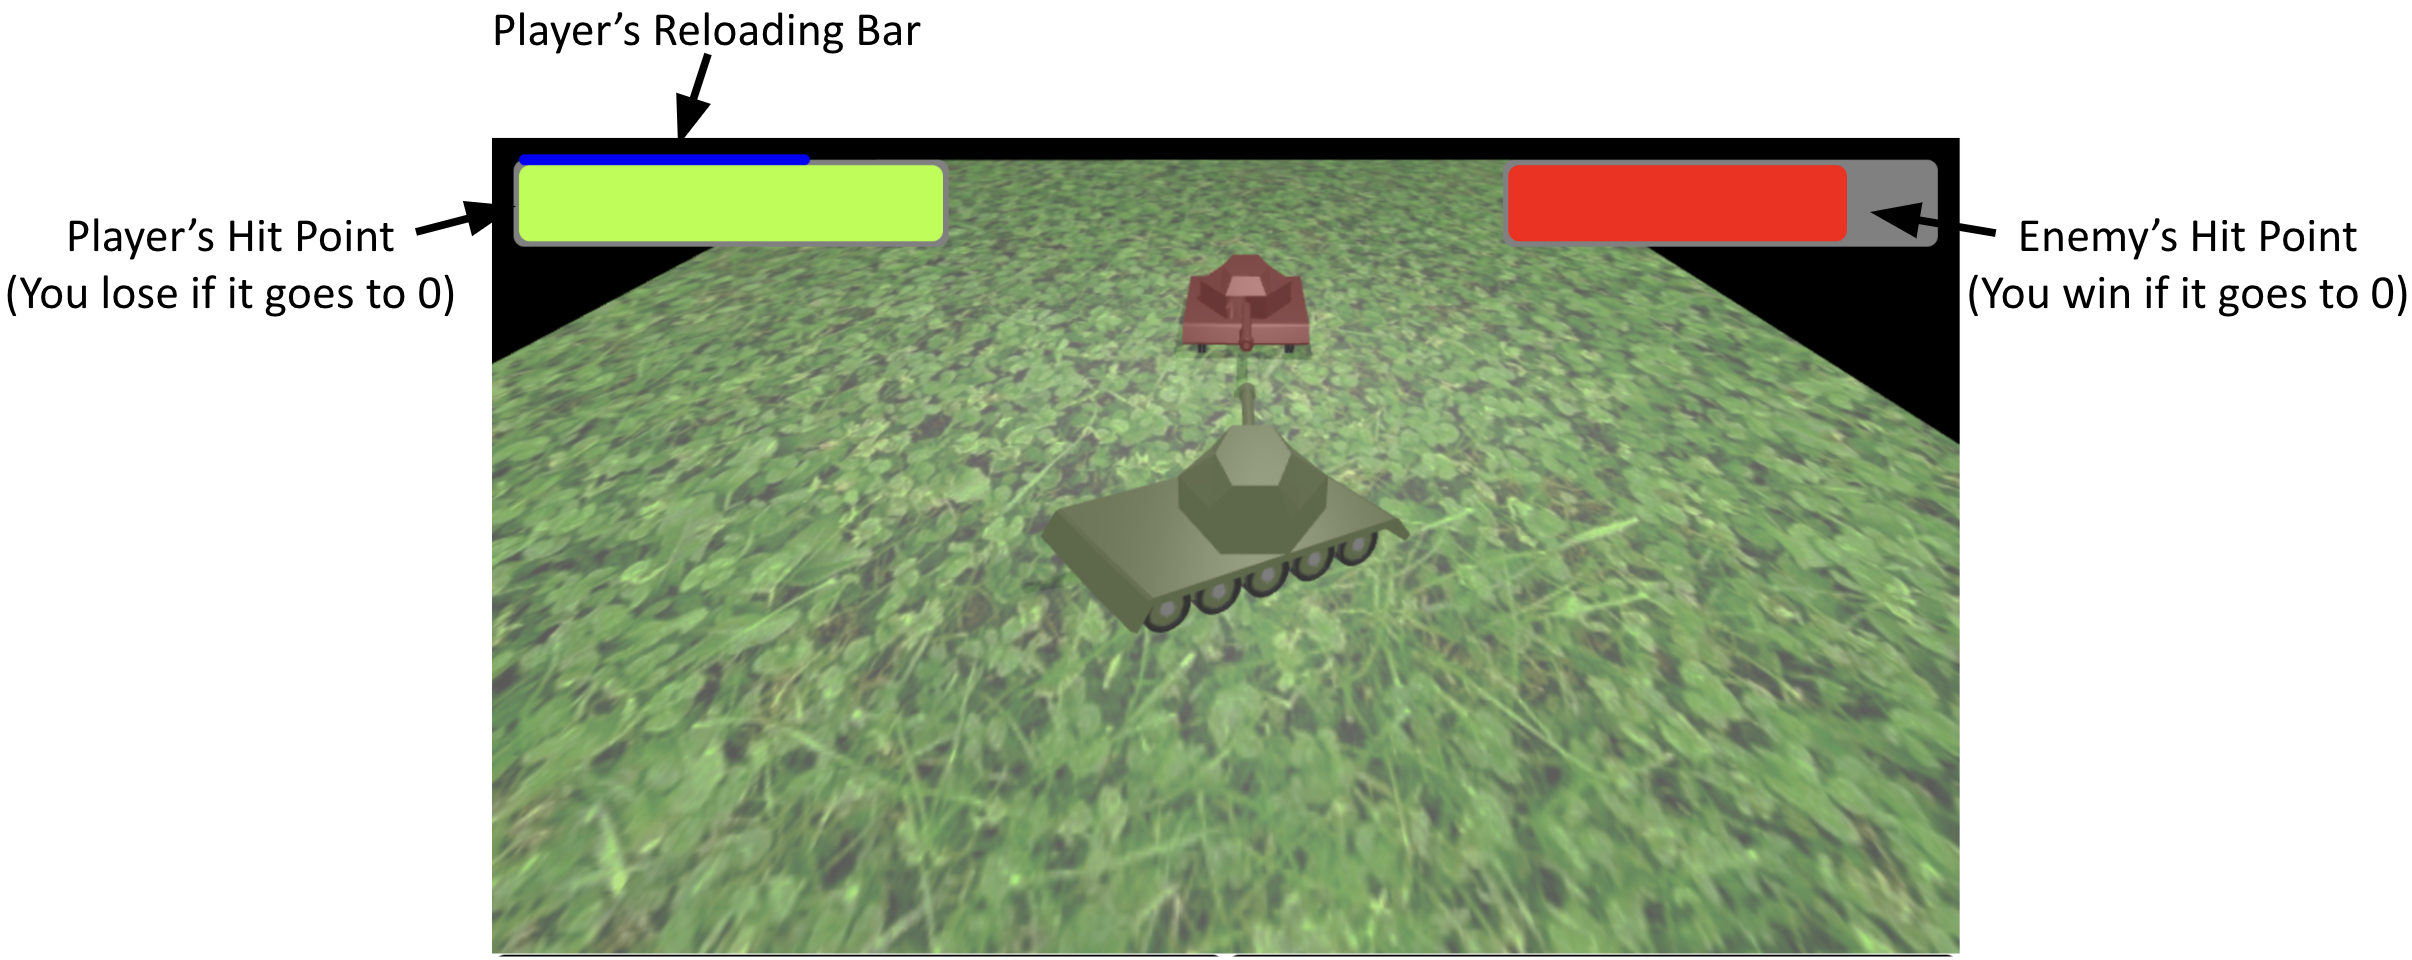 Player’s Reloading Bar
Player’s Hit Point
(You lose if it goes to 0)
Enemy’s Hit Point
(You win if it goes to 0)